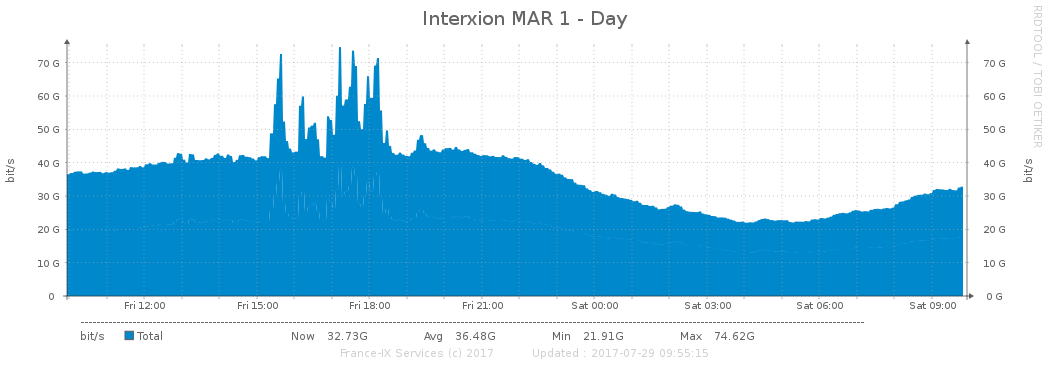 Interxion MAR 1 - Day
RRDTOOL / TOBI OETIKER
bit/s
70 G 70 G
60 G 60 G
50 G 50 G
40 G 40 G
30 G 30 G
20 G 20 G
10 G 10 G
0 0 G
bit/s
Fri 12:00 Fri 15:00 Fri 18:00 Fri 21:00 Sat 00:00 Sat 03:00 Sat 06:00 Sat 09:00
bit/s Total Now 32.73G Avg 36.48G Min 21.91G Max 74.62G
France-IX Services (c) 2017 Updated : 2017-07-29 09:55:15